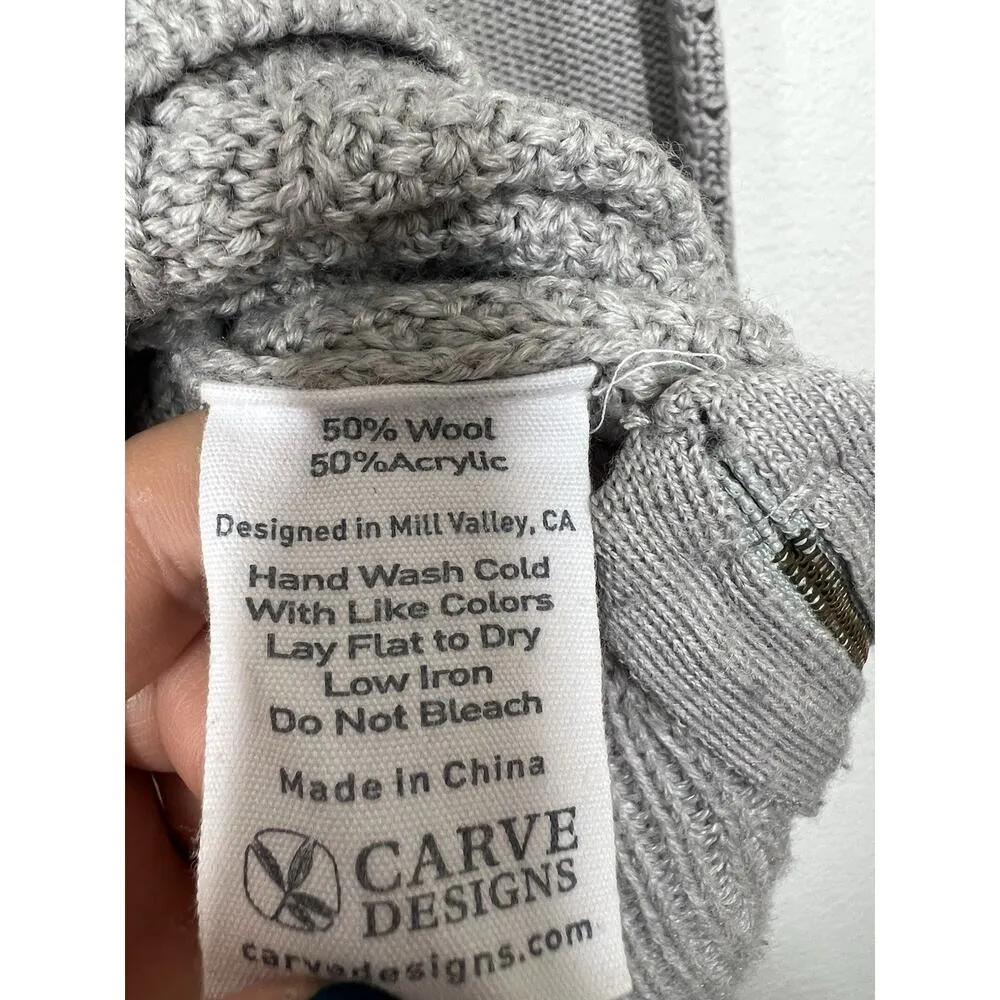 50% Wool
50%Acrylic
Designed in Mill Valley, CA
Hand Wash Cold
With Like Colors
Lay Flat to Dry
Low Iron
Do Not Bleach
Made in China
CARVE
DESIGNS
carvedesigns.com